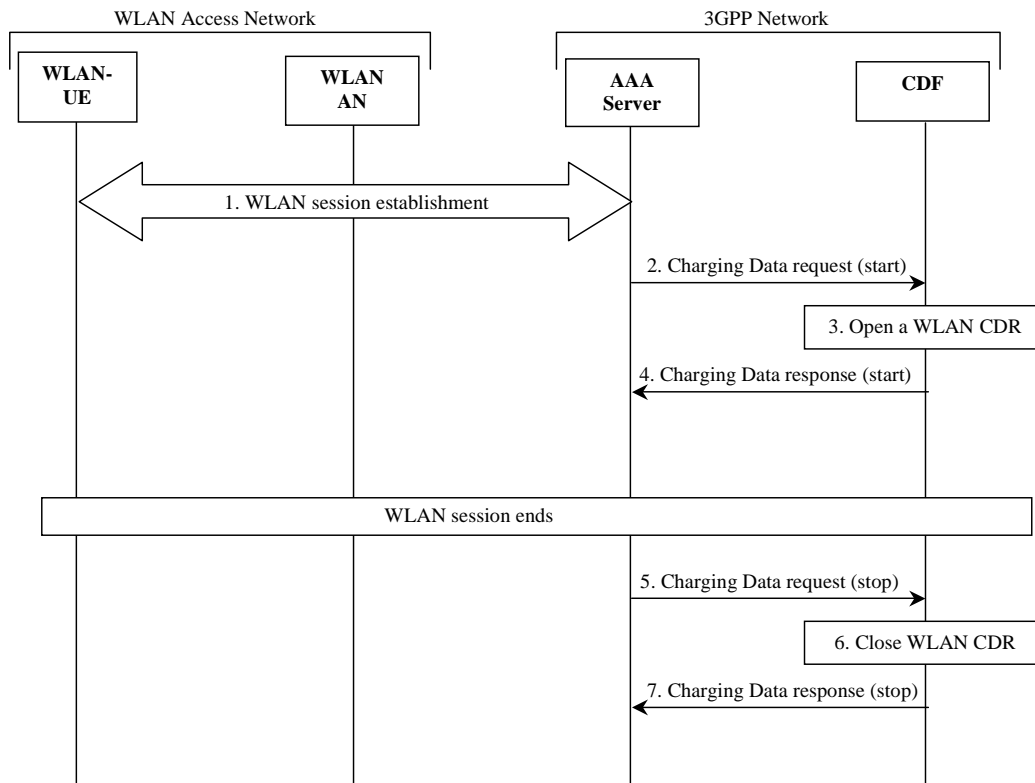 WLAN Access Network
3GPP Network
WLAN-
UE
WLAN
AN
AAA
Server
CDF
1. WLAN session establishment
2. Charging Data request (start)
3. Open a WLAN CDR
4. Charging Data response (start)
WLAN session ends
5. Charging Data request (stop)
6. Close WLAN CDR
7. Charging Data response (stop)